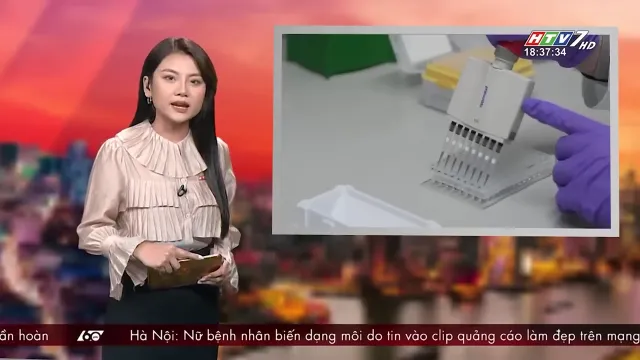 HTV7 HD
18:37:34
ần hoàn 60 Hà Nội: Nữ bệnh nhân biến dạng môi do tin vào clip quảng cáo làm đẹp trên mạng